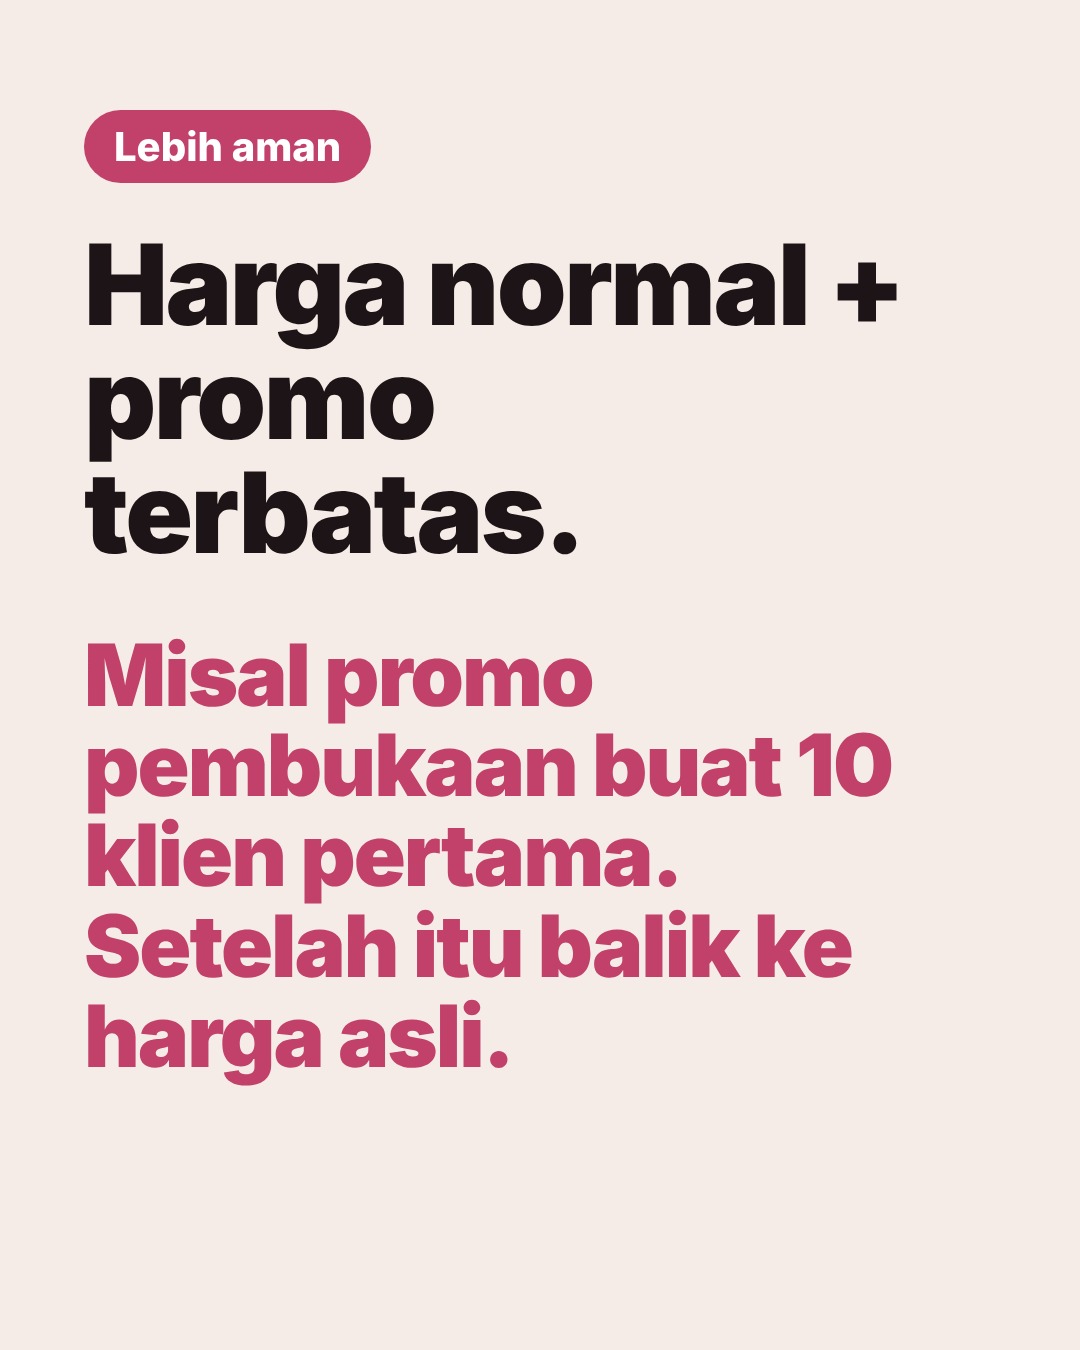 Lebih aman
Harga normal +
promo
terbatas.
Misal promo
pembukaan buat 10
klien pertama.
Setelah itu balik ke
harga asli.